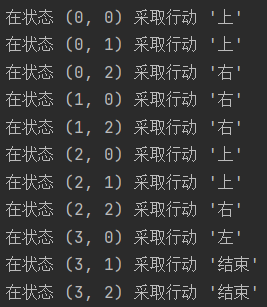 在状态 (0, 0) 采取行动 '上'
在状态 (0, 1) 采取行动 '上'
在状态 (0, 2) 采取行动 '右'
在状态 (1, 0) 采取行动 '右'
在状态 (1, 2) 采取行动 '右'
在状态 (2, 0) 采取行动 '上'
在状态 (2, 1) 采取行动 '上'
在状态 (2, 2) 采取行动 '右'
在状态 (3, 0) 采取行动 '左'
在状态 (3, 1) 采取行动 '结束'
在状态 (3, 2) 采取行动 '结束'